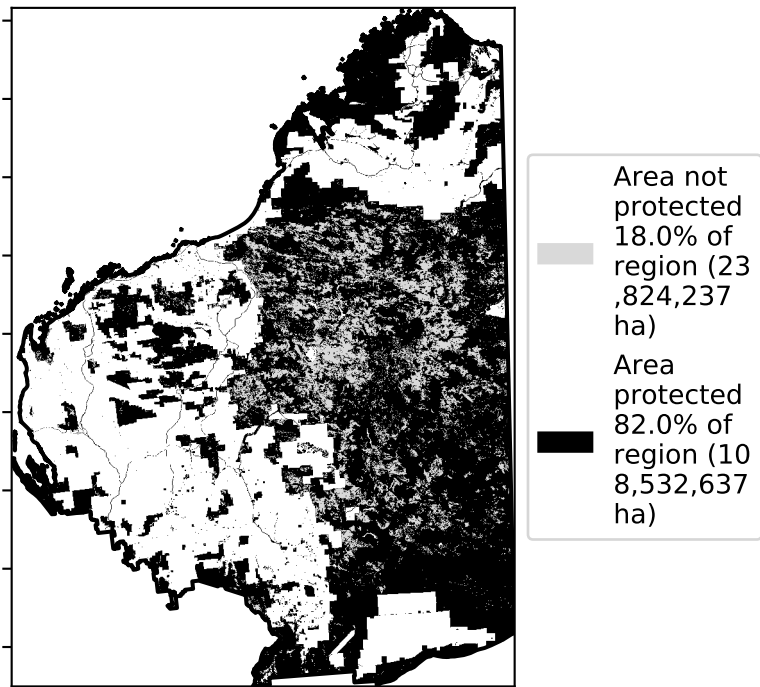 Area not
protected
18.0% of
region (23
,824,237
ha)
Area
protected
82.0% of
region (10
8,532,637
ha)